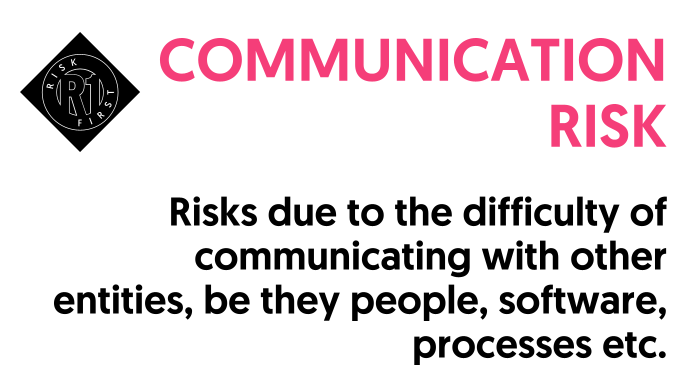 RISK
R1
FIRST
COMMUNICATION
RISK
Risks due to the difficulty of
communicating with other
entities, be they people, software,
processes etc.